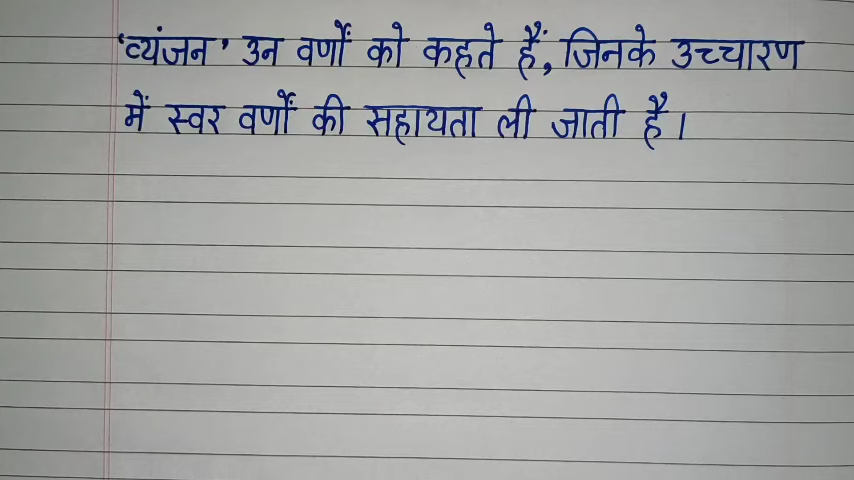 'व्यंजन' उन वर्णों को कहते हैं, जिनके उच्चारण
में स्वर वर्णों की सहायता ली जाती है।